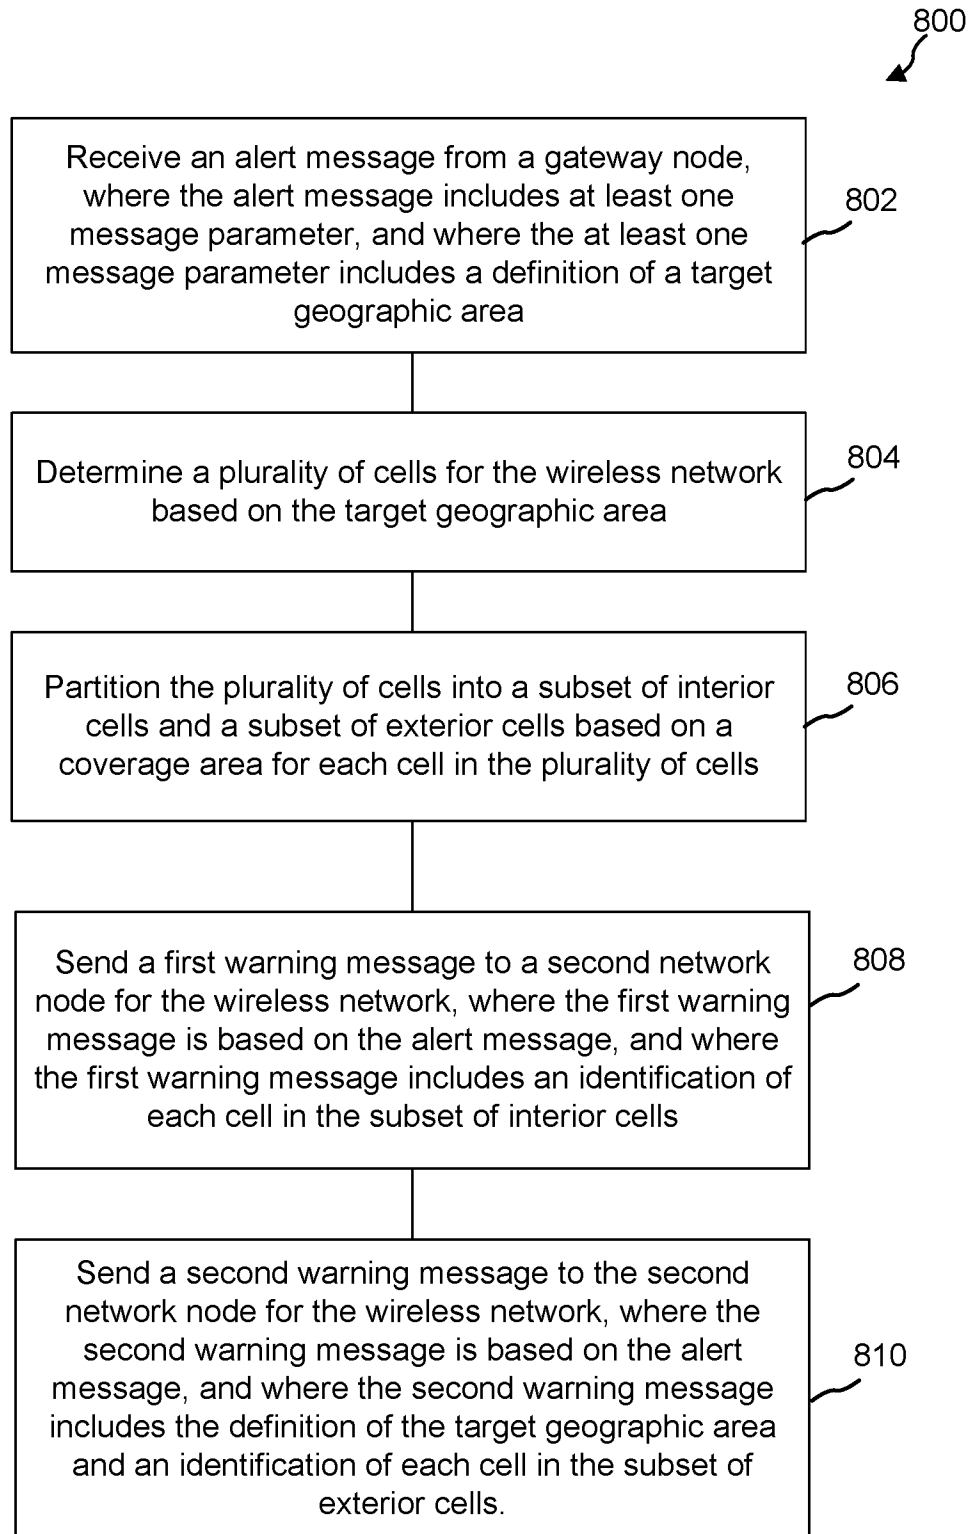 800
Receive an alert message from a gateway node,
where the alert message includes at least one
message parameter, and where the at least one
message parameter includes a definition of a target
geographic area
802
Determine a plurality of cells for the wireless network
based on the target geographic area
804
Partition the plurality of cells into a subset of interior
cells and a subset of exterior cells based on a
coverage area for each cell in the plurality of cells
806
Send a first warning message to a second network
node for the wireless network, where the first warning
message is based on the alert message, and where
the first warning message includes an identification of
each cell in the subset of interior cells
808
Send a second warning message to the second
network node for the wireless network, where the
second warning message is based on the alert
message, and where the second warning message
includes the definition of the target geographic area
and an identification of each cell in the subset of
exterior cells.
810